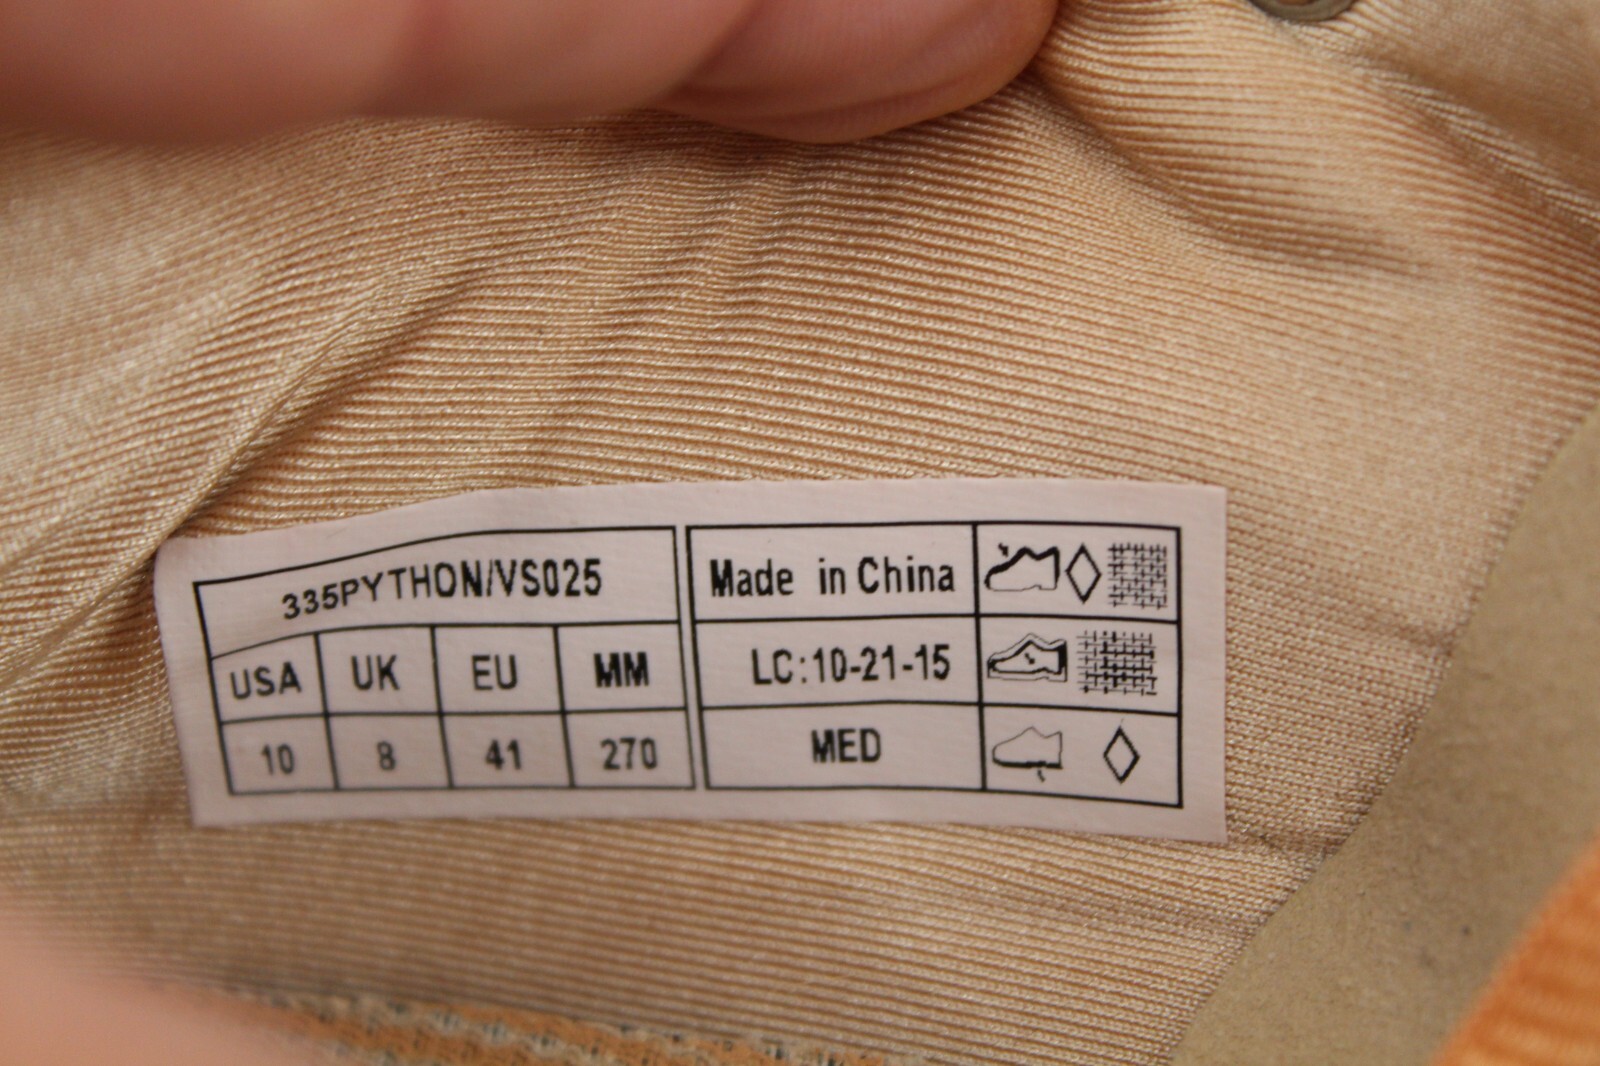 335PYTHON/VS025
USA UK EU MM
10 8 41 270
Made in China
LC:10-21-15
MED